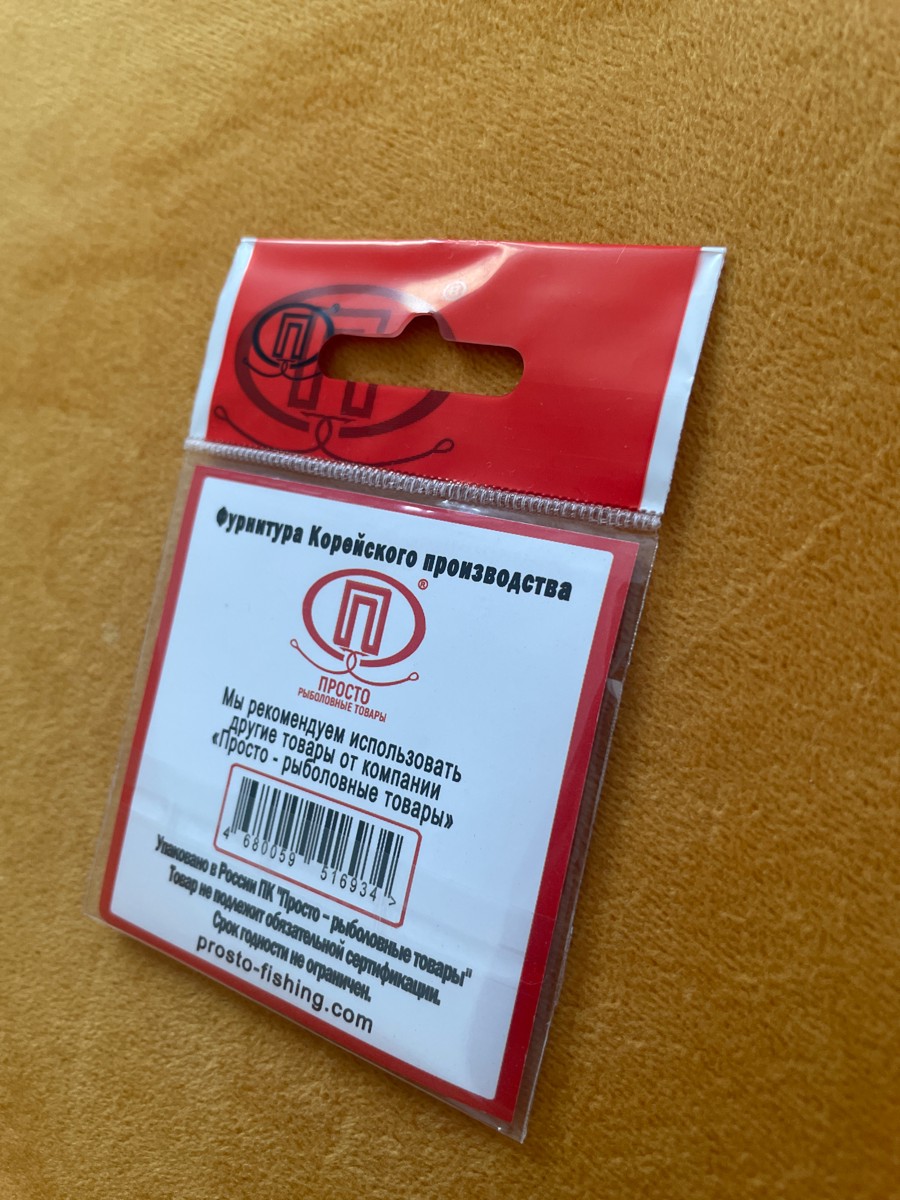 ®
П
П
Фурнитура Корейского производства
П ®
ПРОСТО
РЫБОЛОВНЫЕ ТОВАРЫ
Мы рекомендуем использовать
другие товары от компании
«Просто - рыболовные товары»
4 680059 516934 >
Упаковано в России ПК "Просто – рыболовные товары"
Товар не подлежит обязательной сертификации.
Срок годности не ограничен.
prosto-fishing.com